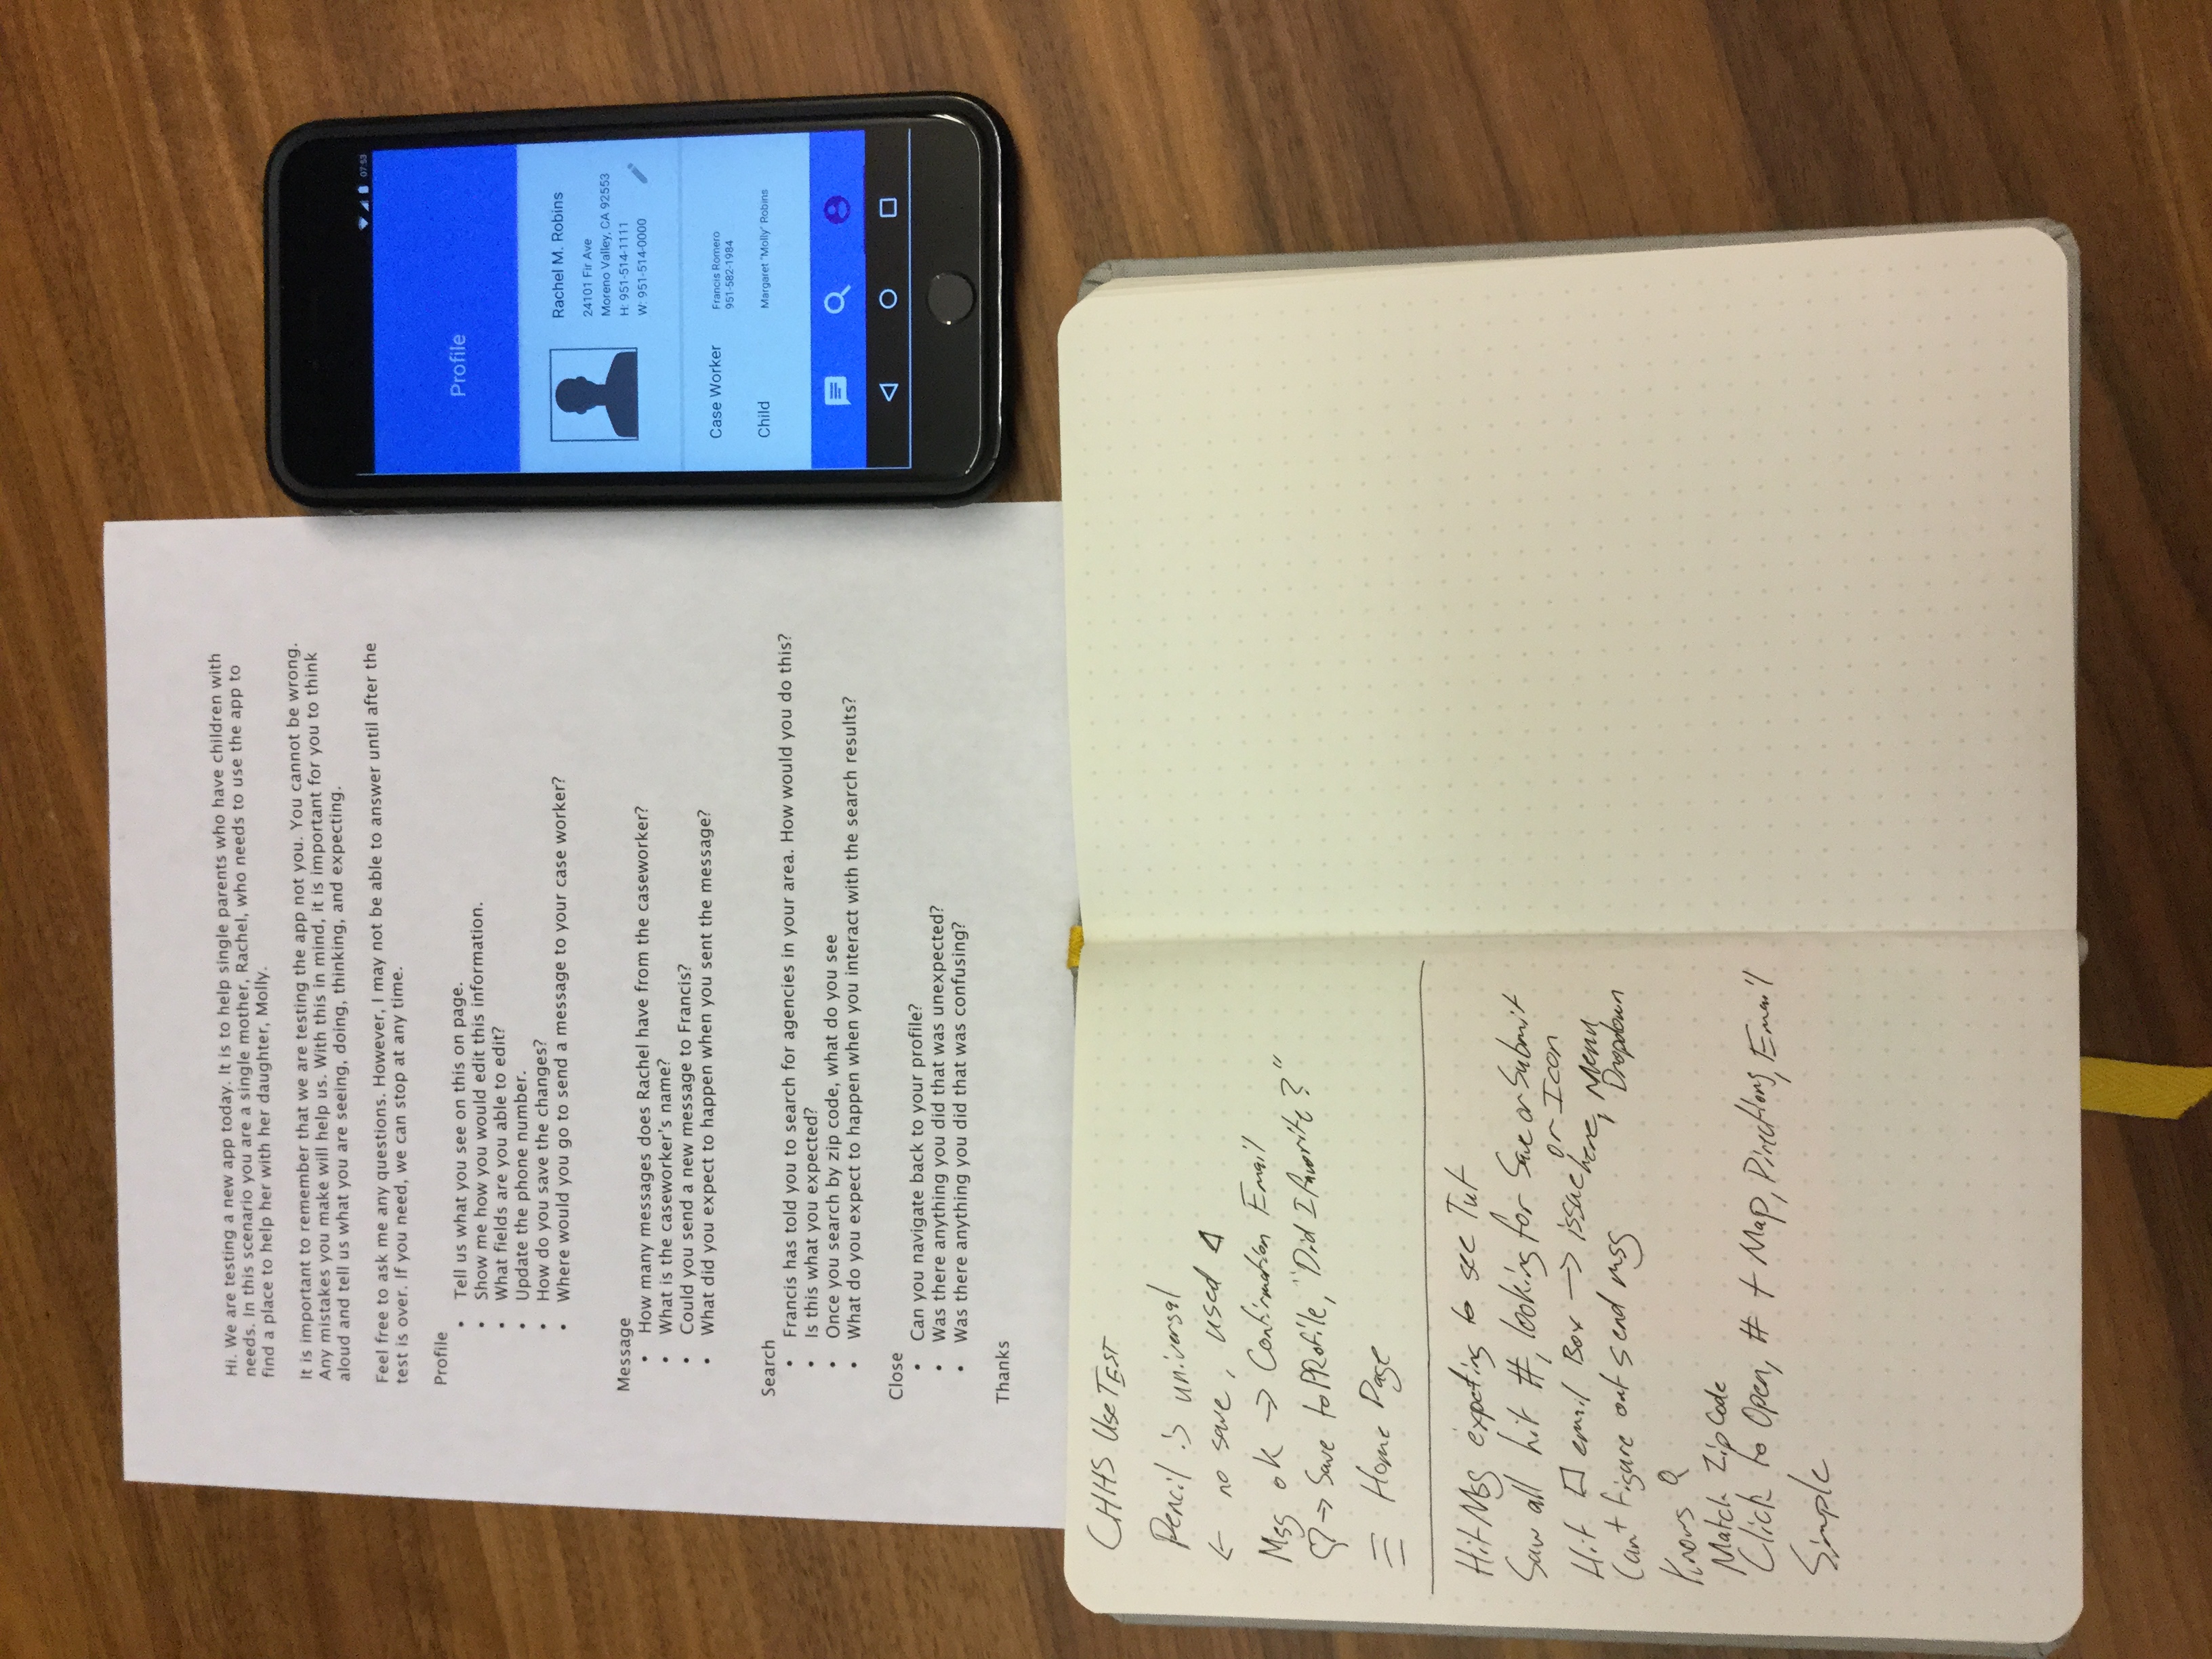 Hi. We are testing a new app today. It is to help single parents who have children with
needs. In this scenario you are a single mother, Rachel, who needs to use the app to
find a place to help her with her daughter, Molly.
It is important to remember that we are testing the app not you. You cannot be wrong.
Any mistakes you make will help us. With this in mind, it is important for you to think
aloud and tell us what you are seeing, doing, thinking, and expecting.
Feel free to ask me any questions. However, I may not be able to answer until after the
test is over. If you need, we can stop at any time.
Profile
• Tell us what you see on this on page.
• Show me how you would edit this information.
• What fields are you able to edit?
• Update the phone number.
• How do you save the changes?
• Where would you go to send a message to your case worker?
Message
• How many messages does Rachel have from the caseworker?
• What is the caseworker's name?
• Could you send a new message to Francis?
• What did you expect to happen when you sent the message?
Search
• Francis has told you to search for agencies in your area. How would you do this?
• Is this what you expected?
• Once you search by zip code, what do you see
• What do you expect to happen when you interact with the search results?
Close
• Can you navigate back to your profile?
• Was there anything you did that was unexpected?
• Was there anything you did that was confusing?
Thanks
07:53
Profile
Rachel M. Robins
24101 Fir Ave
Moreno Valley, CA 92553
H: 951-514-1111
W: 951-514-0000
Case Worker
Francis Romero
951-582-1984
Child
Margaret "Molly" Robins
CHHS Use TEST
Pencil is universal
← no save, used ◁
Msg ok → Confirmation Email
♡ → Save to PRofile, "Did I favorite?"
≡ Home Page
Hit Msg expeting to see Tut
Saw all hit #, looking for Save or Submit
or Icon
Hit email Box → issue here, Menu
Dropdown
Can't figure out send msg
Knows
Match Zip Code
Click to Open, # + Map, Directions, Email
Simple